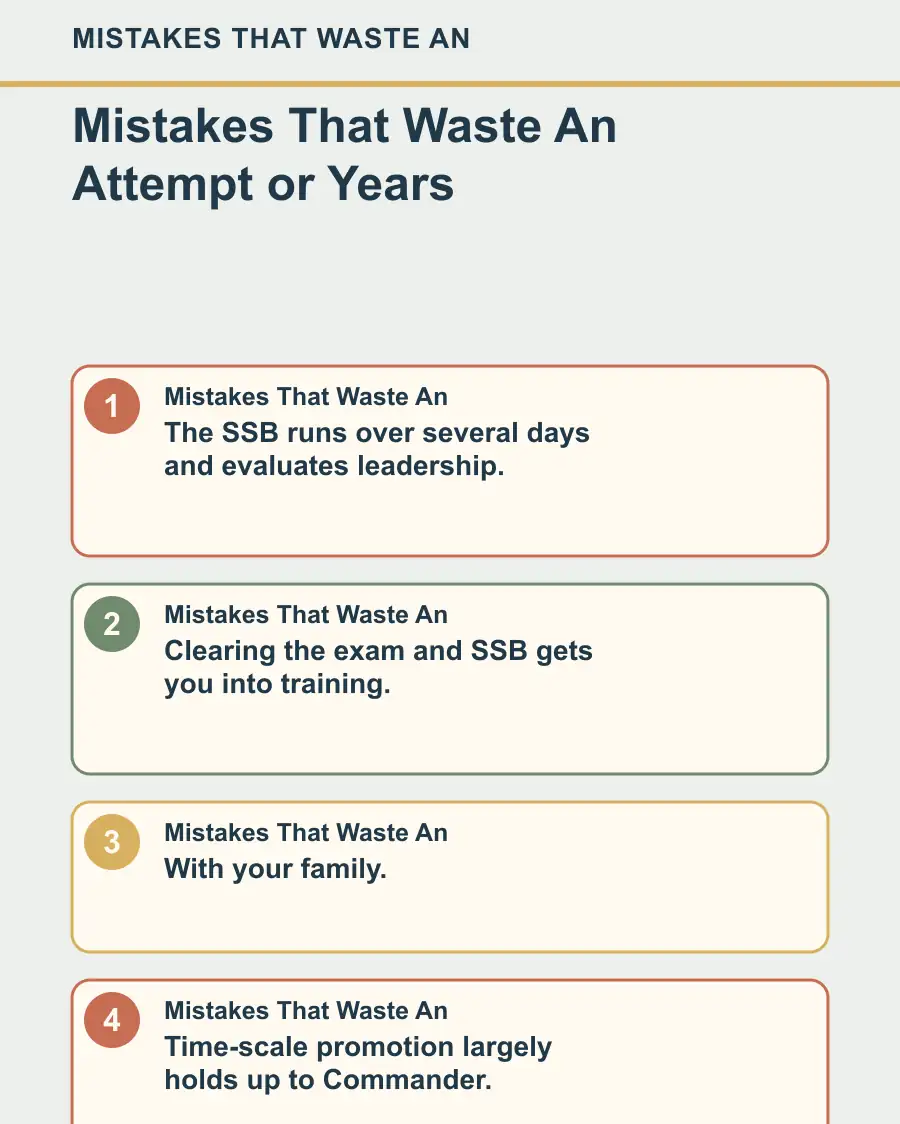 MISTAKES THAT WASTE AN
Mistakes That Waste An
Attempt or Years
1
Mistakes That Waste An
The SSB runs over several days
and evaluates leadership.
2
Mistakes That Waste An
Clearing the exam and SSB gets
you into training.
3
Mistakes That Waste An
With your family.
4
Mistakes That Waste An
Time-scale promotion largely
holds up to Commander.